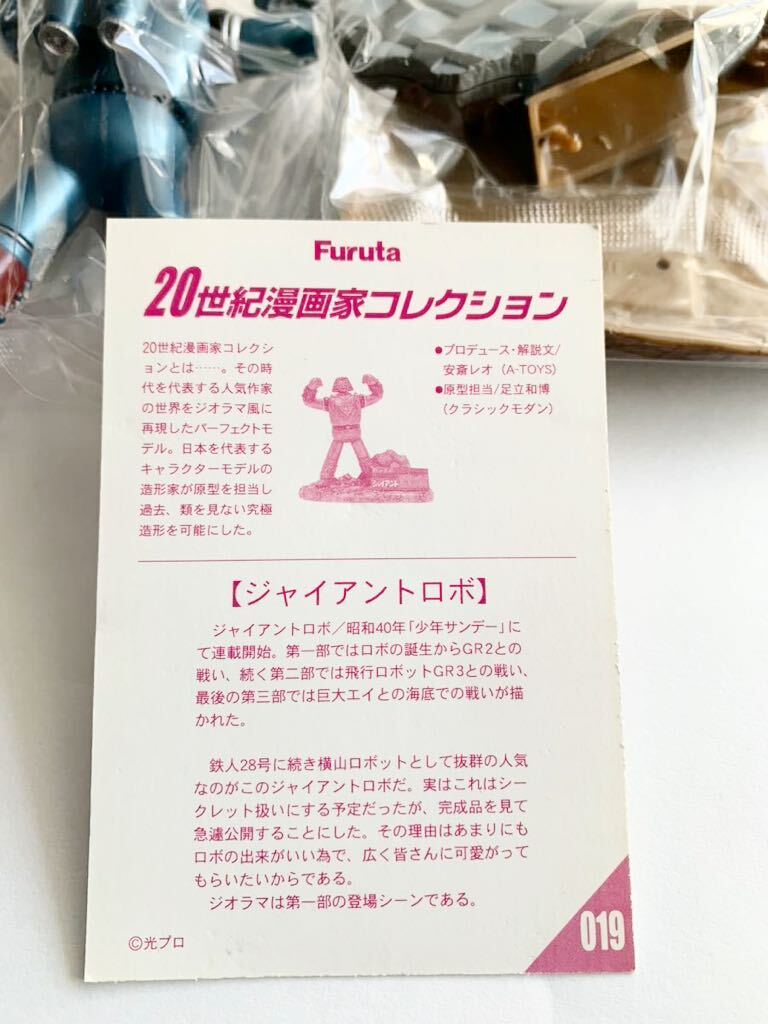 Furuta
20世紀漫画家コレクション
20世紀漫画家コレクシ
ョンとは……。その時
代を代表する人気作家
の世界をジオラマ風に
再現したパーフェクトモ
デル。日本を代表する
キャラクターモデルの
造形家が原型を担当し
過去、類を見ない究極
造形を可能にした。
●プロデュース・解説文/
安斎レオ（A-TOYS）
●原型担当/足立和博
（クラシックモダン）
ジャイアント
【ジャイアントロボ】
ジャイアントロボ／昭和40年「少年サンデー」に
て連載開始。第一部ではロボの誕生からGR2との
戦い、続く第二部では飛行ロボットGR3との戦い、
最後の第三部では巨大エイとの海底での戦いが描
かれた。
鉄人28号に続き横山ロボットとして抜群の人気
なのがこのジャイアントロボだ。実はこれはシー
クレット扱いにする予定だったが、完成品を見て
急遽公開することにした。その理由はあまりにも
ロボの出来がいい為で、広く皆さんに可愛がって
もらいたいからである。
ジオラマは第一部の登場シーンである。
©光プロ
019